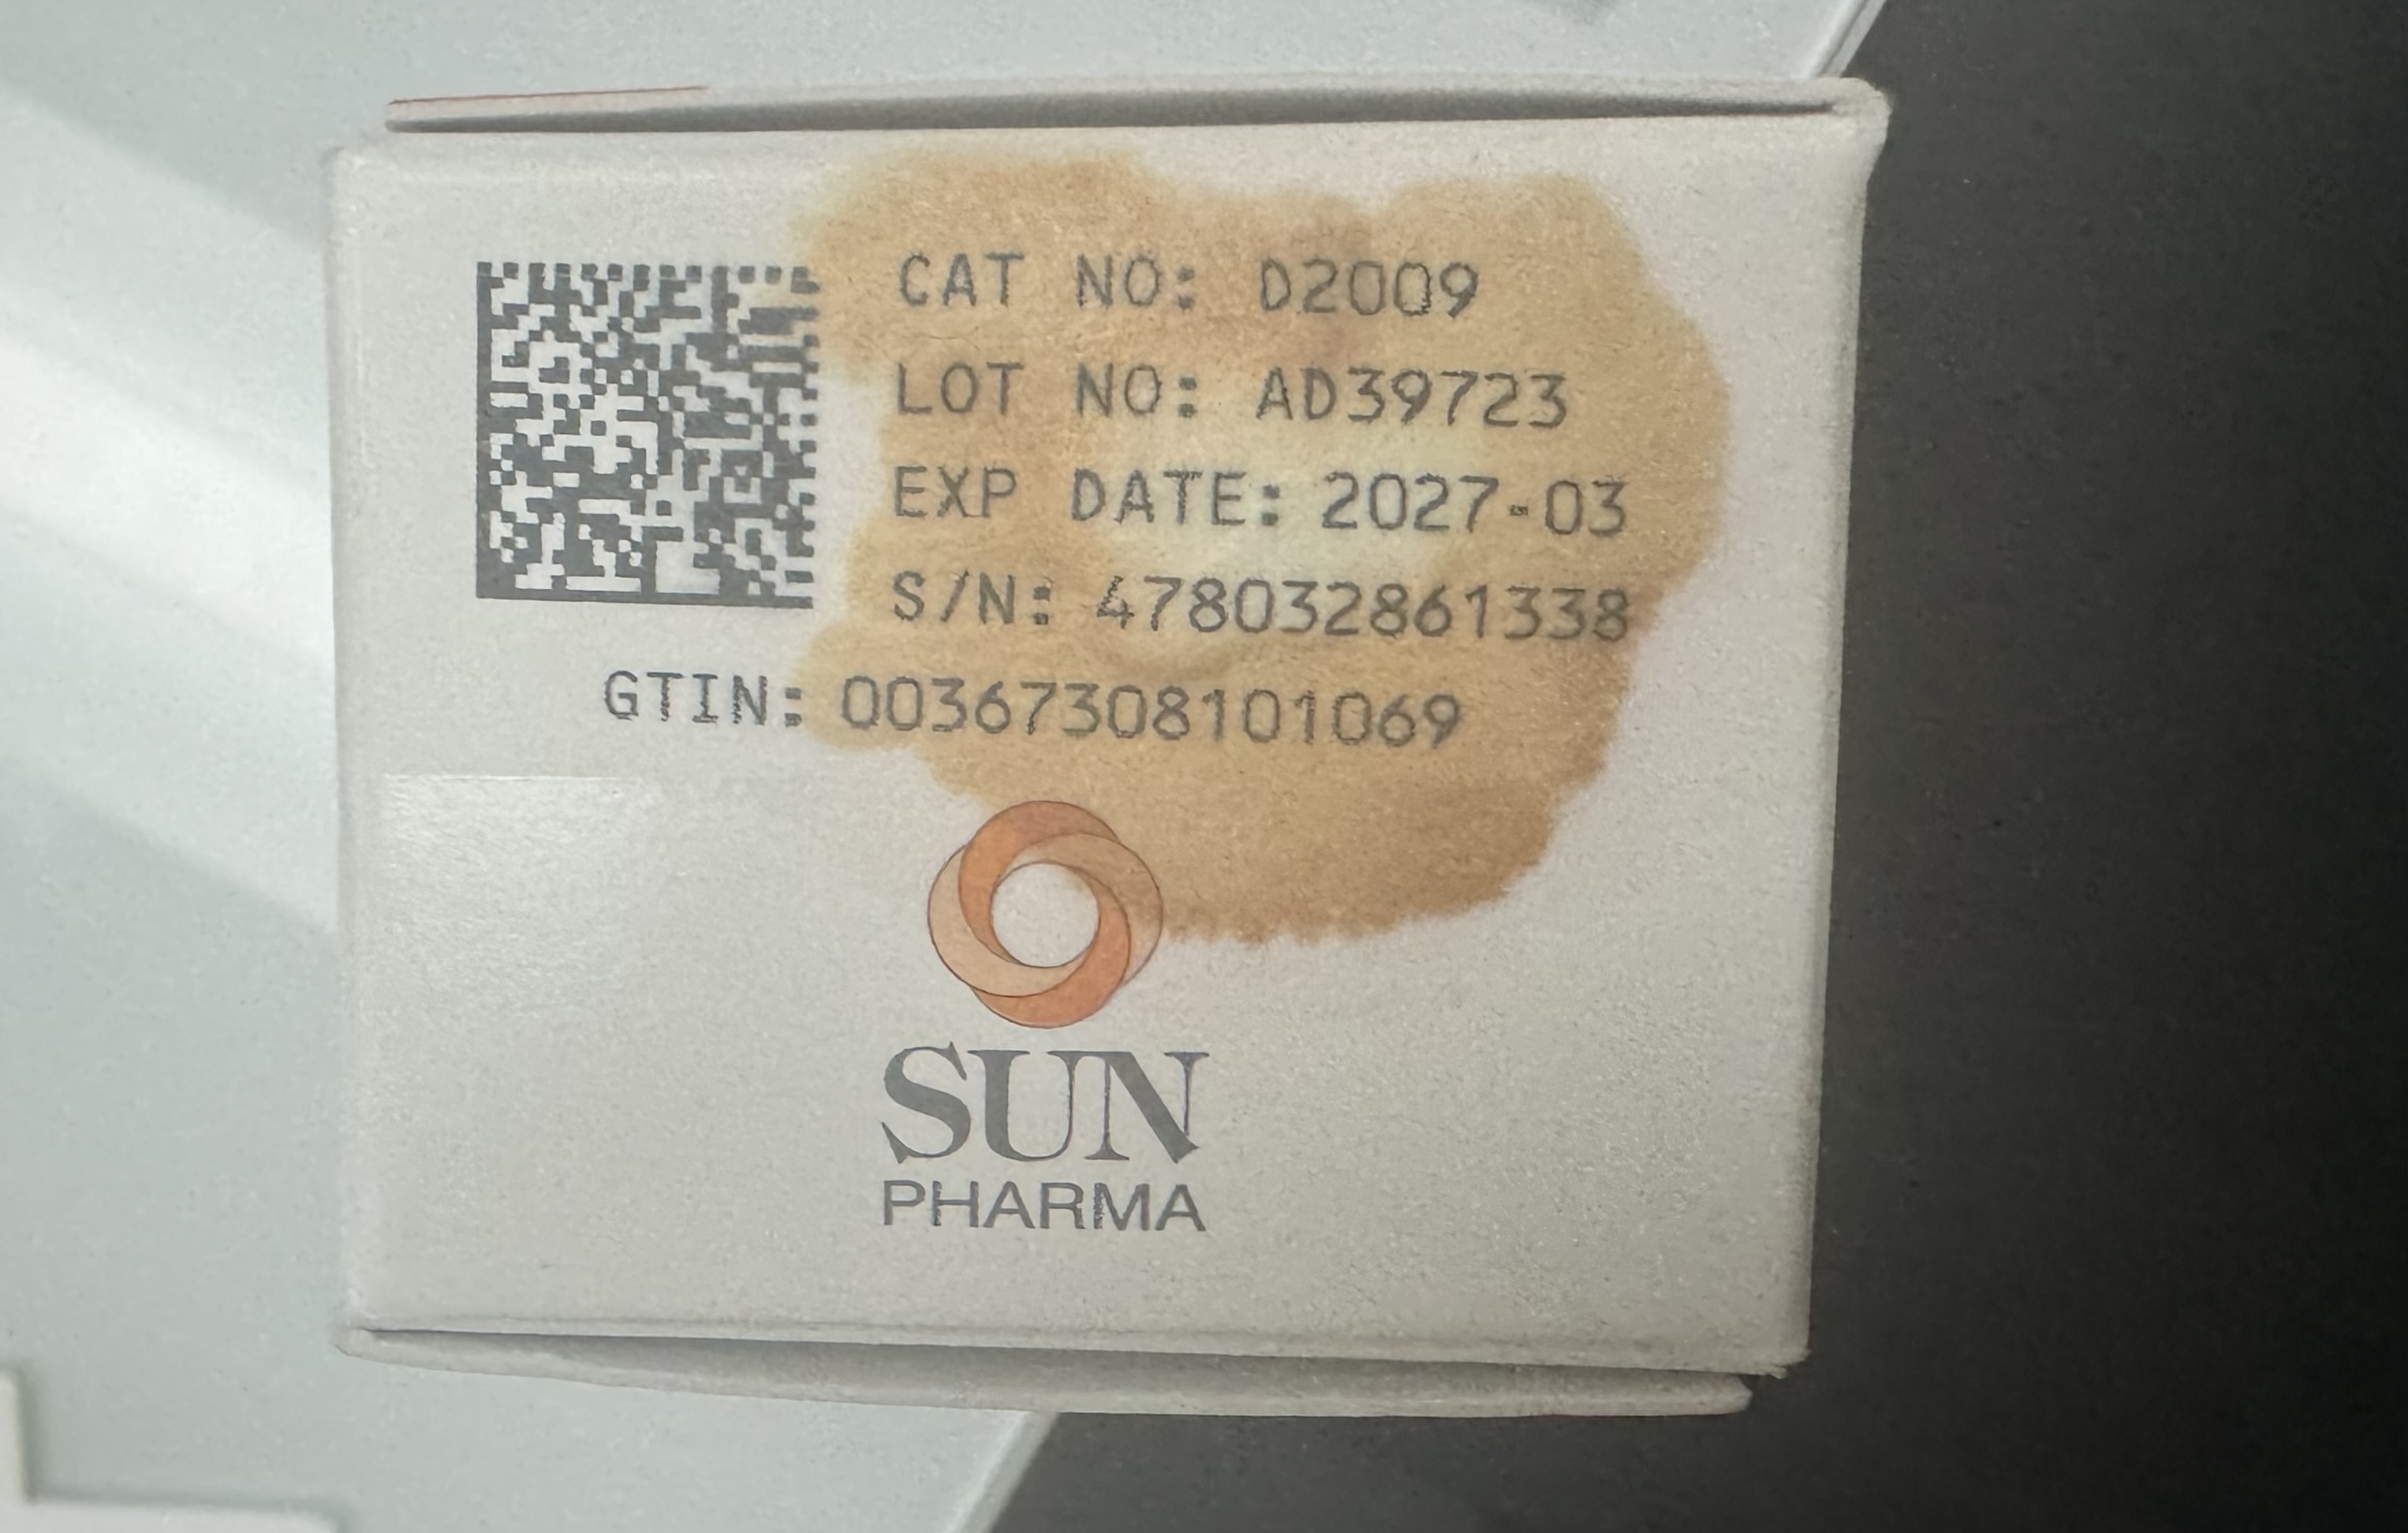 CAT NO: D2009
LOT NO: AD39723
EXP DATE: 2027-03
S/N: 478032861338
GTIN: 00367308101069
SUN
PHARMA